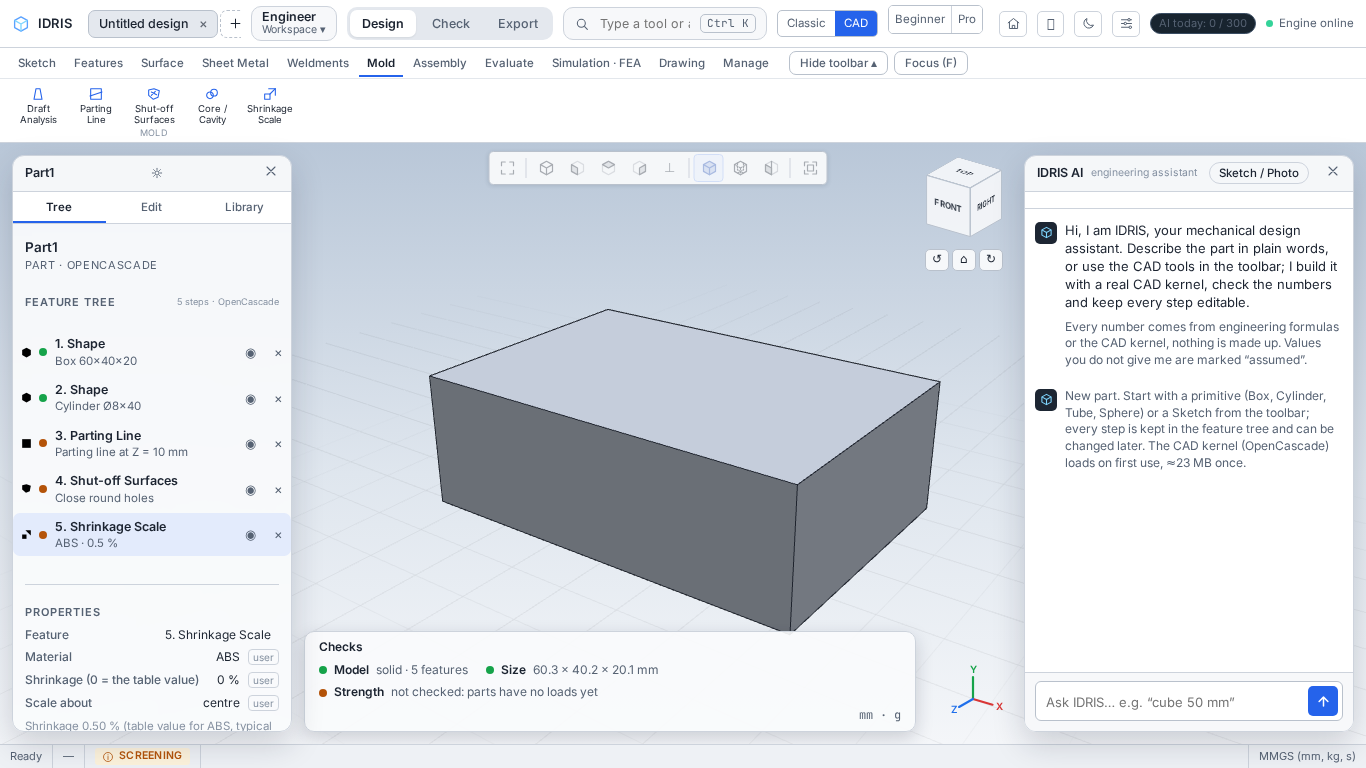 IDRIS
Untitled design ×
+
Engineer
Workspace ▾
Design
Check
Export
Type a tool or
Ctrl K
Classic
CAD
Beginner
Pro
AI today: 0 / 300
Engine online
Sketch
Features
Surface
Sheet Metal
Weldments
Mold
Assembly
Evaluate
Simulation · FEA
Drawing
Manage
Hide toolbar ▴
Focus (F)
Draft
Analysis
Parting
Line
Shut-off
Surfaces
Core /
Cavity
Shrinkage
Scale
MOLD
Part1
Tree
Edit
Library
Part1
PART · OPENCASCADE
FEATURE TREE
5 steps · OpenCascade
1. Shape
Box 60×40×20
2. Shape
Cylinder Ø8×40
3. Parting Line
Parting line at Z = 10 mm
4. Shut-off Surfaces
Close round holes
5. Shrinkage Scale
ABS · 0.5 %
PROPERTIES
Feature 5. Shrinkage Scale
Material ABS user
Shrinkage (0 = the table value) 0 % user
Scale about centre user
Shrinkage 0.50 % (table value for ABS, typical
TOP
FRONT
RIGHT
Checks
Model solid · 5 features Size 60.3 × 40.2 × 20.1 mm
Strength not checked: parts have no loads yet
mm · g
Y
Z
X
IDRIS AI engineering assistant
Sketch / Photo
Hi, I am IDRIS, your mechanical design
assistant. Describe the part in plain words,
or use the CAD tools in the toolbar; I build it
with a real CAD kernel, check the numbers
and keep every step editable.
Every number comes from engineering formulas
or the CAD kernel, nothing is made up. Values
you do not give me are marked “assumed”.
New part. Start with a primitive (Box, Cylinder,
Tube, Sphere) or a Sketch from the toolbar;
every step is kept in the feature tree and can be
changed later. The CAD kernel (OpenCascade)
loads on first use, ≈23 MB once.
Ask IDRIS... e.g. “cube 50 mm”
Ready
—
SCREENING
MMGS (mm, kg, s)